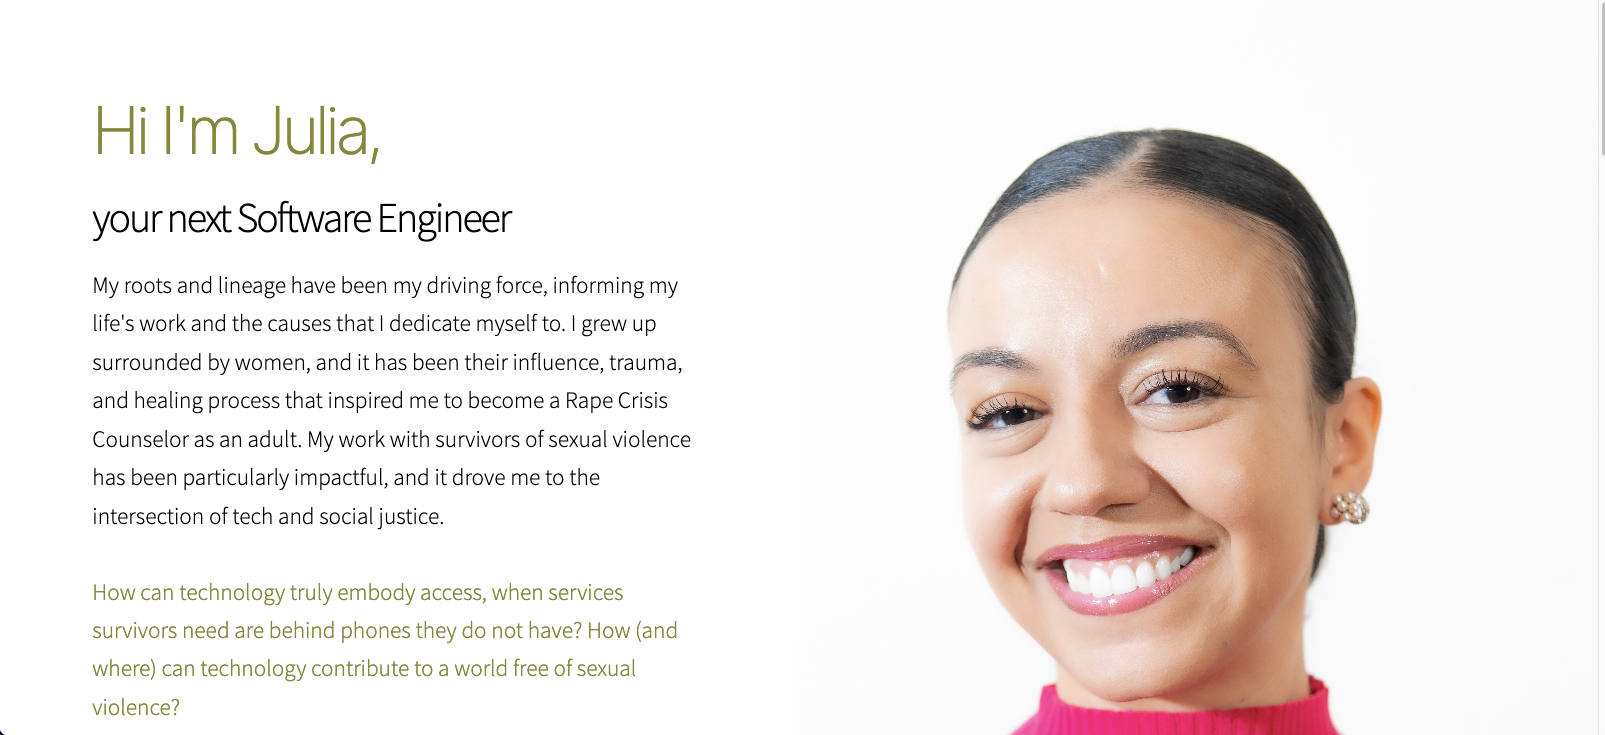 Hi I'm Julia,
your next Software Engineer
My roots and lineage have been my driving force, informing my
life's work and the causes that I dedicate myself to. I grew up
surrounded by women, and it has been their influence, trauma,
and healing process that inspired me to become a Rape Crisis
Counselor as an adult. My work with survivors of sexual violence
has been particularly impactful, and it drove me to the
intersection of tech and social justice.
How can technology truly embody access, when services
survivors need are behind phones they do not have? How (and
where) can technology contribute to a world free of sexual
violence?